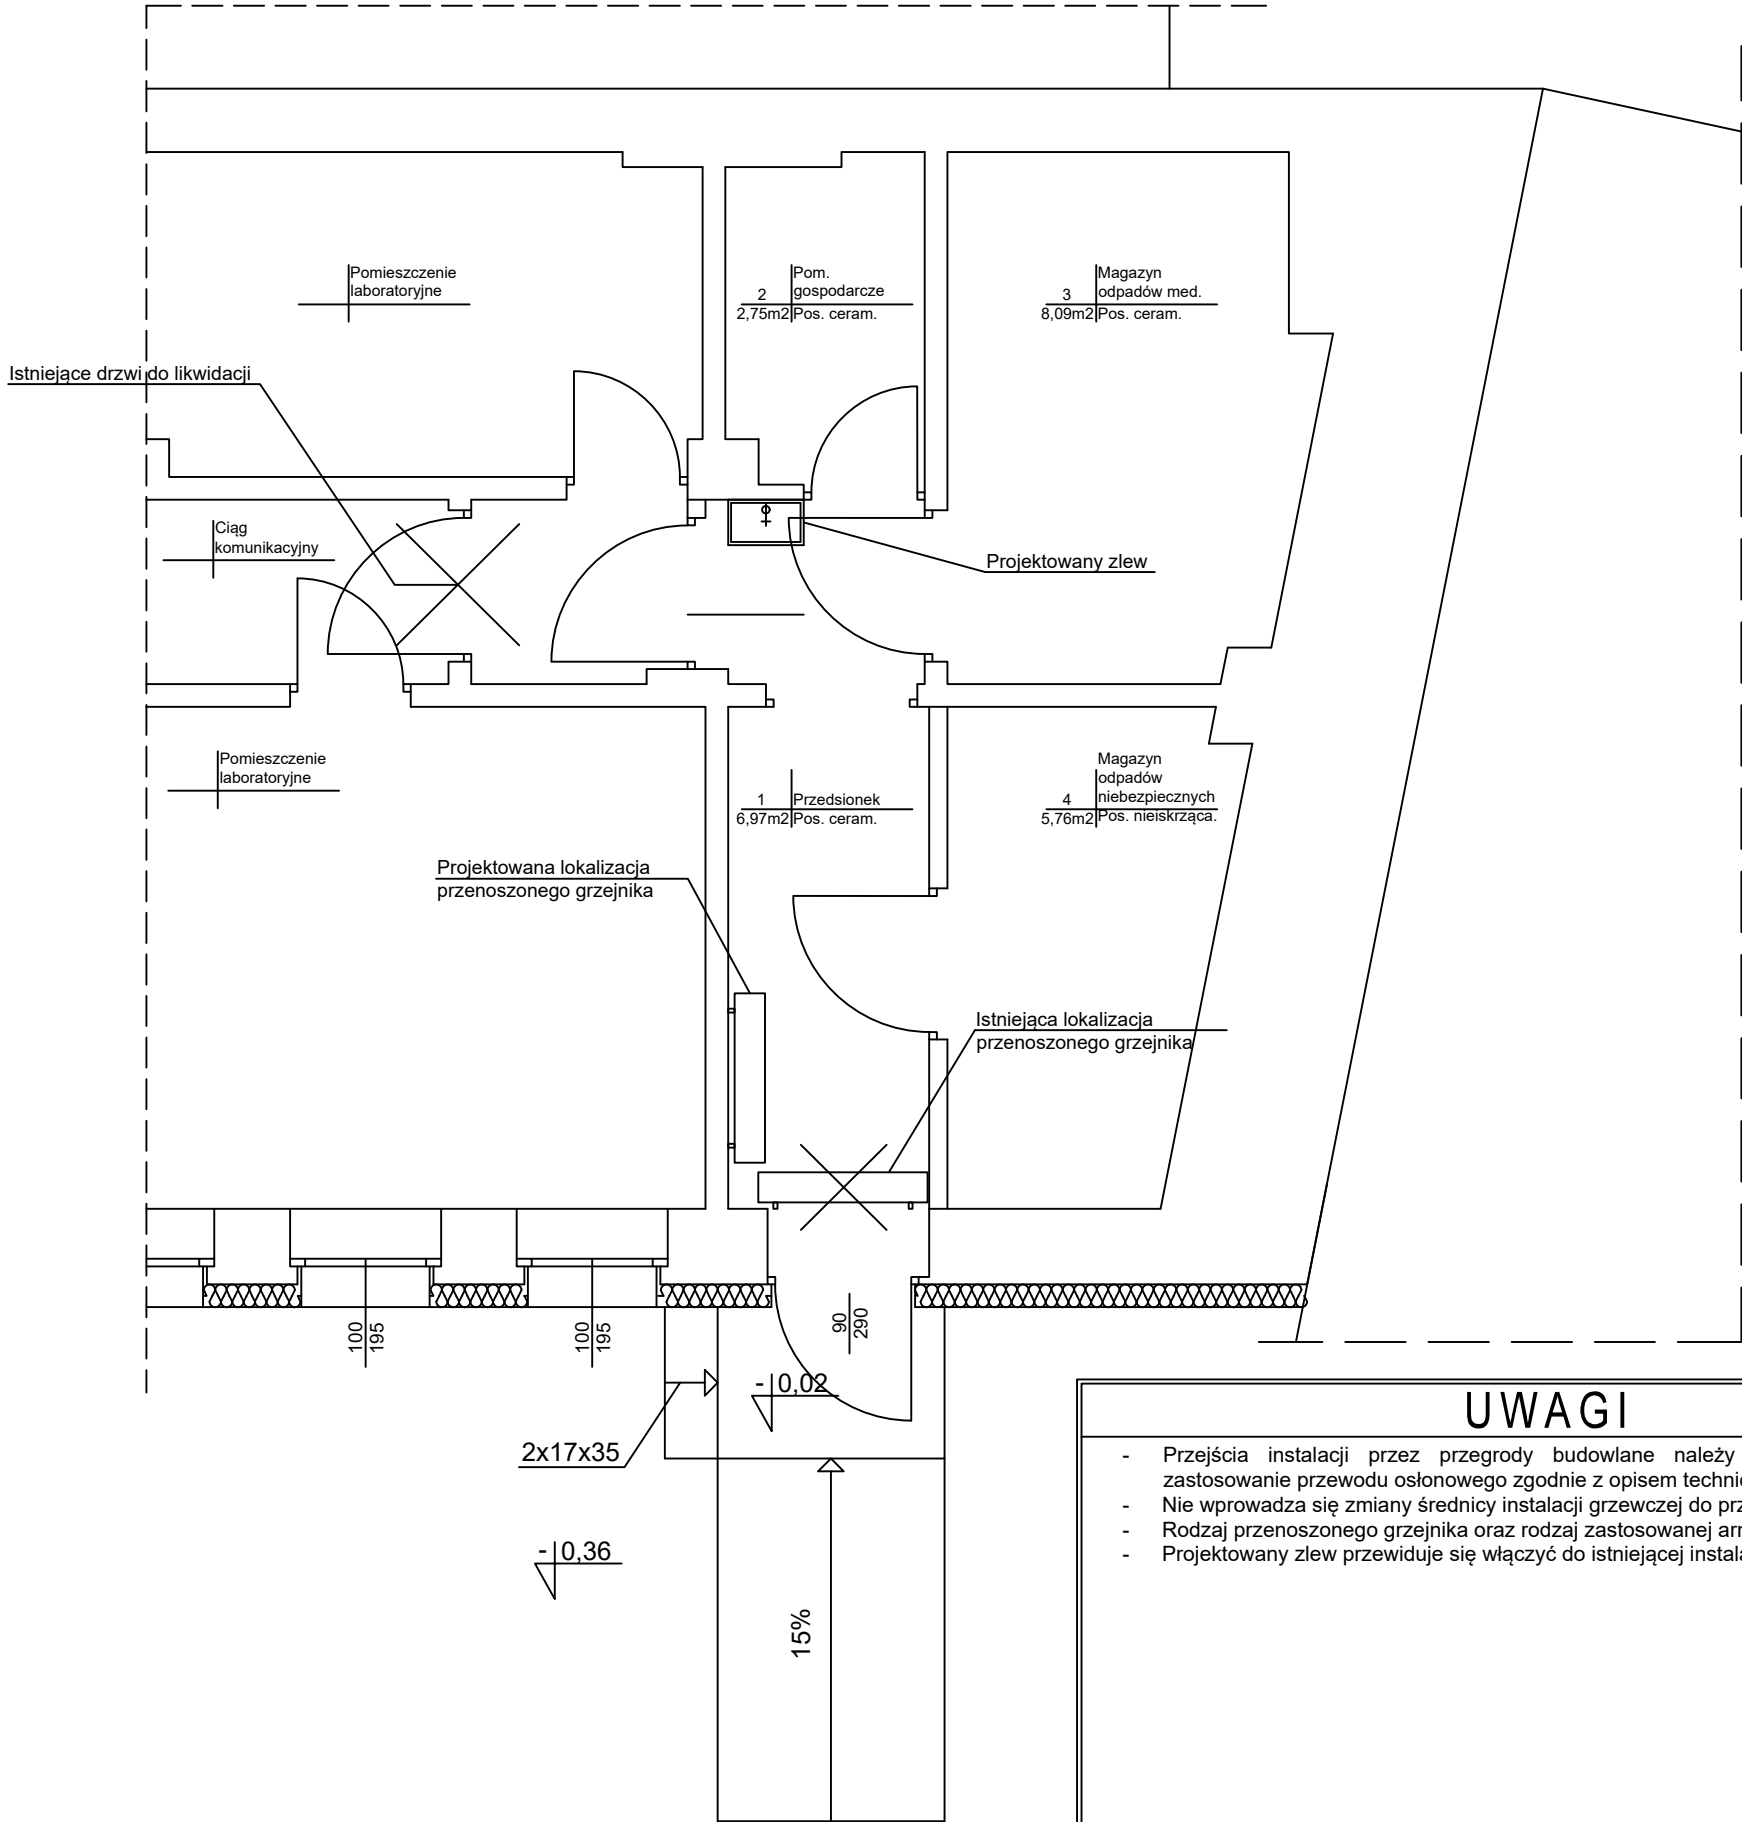 Pomieszczenie
laboratoryjne
2
2,75m2
Pom.
gospodarcze
Pos. ceram.
3
8,09m2
Magazyn
odpadów med.
Pos. ceram.
Istniejące drzwi do likwidacji
Ciąg
komunikacyjny
Projektowany zlew
Pomieszczenie
laboratoryjne
1
6,97m2
Przedsionek
Pos. ceram.
4
5,76m2
Magazyn
odpadów
niebezpiecznych
Pos. nieiskrząca.
Projektowana lokalizacja
przenoszonego grzejnika
Istniejąca lokalizacja
przenoszonego grzejnika
100
195
100
195
90
290
- 0,02
2x17x35
- 0,36
15%
UWAGI
- Przejścia instalacji przez przegrody budowlane należy
zastosowanie przewodu osłonowego zgodnie z opisem
- Nie wprowadza się zmiany średnicy instalacji grzewczej do
- Rodzaj przenoszonego grzejnika oraz rodzaj zastosowanej
- Projektowany zlew przewiduje się włączyć do istniejącej